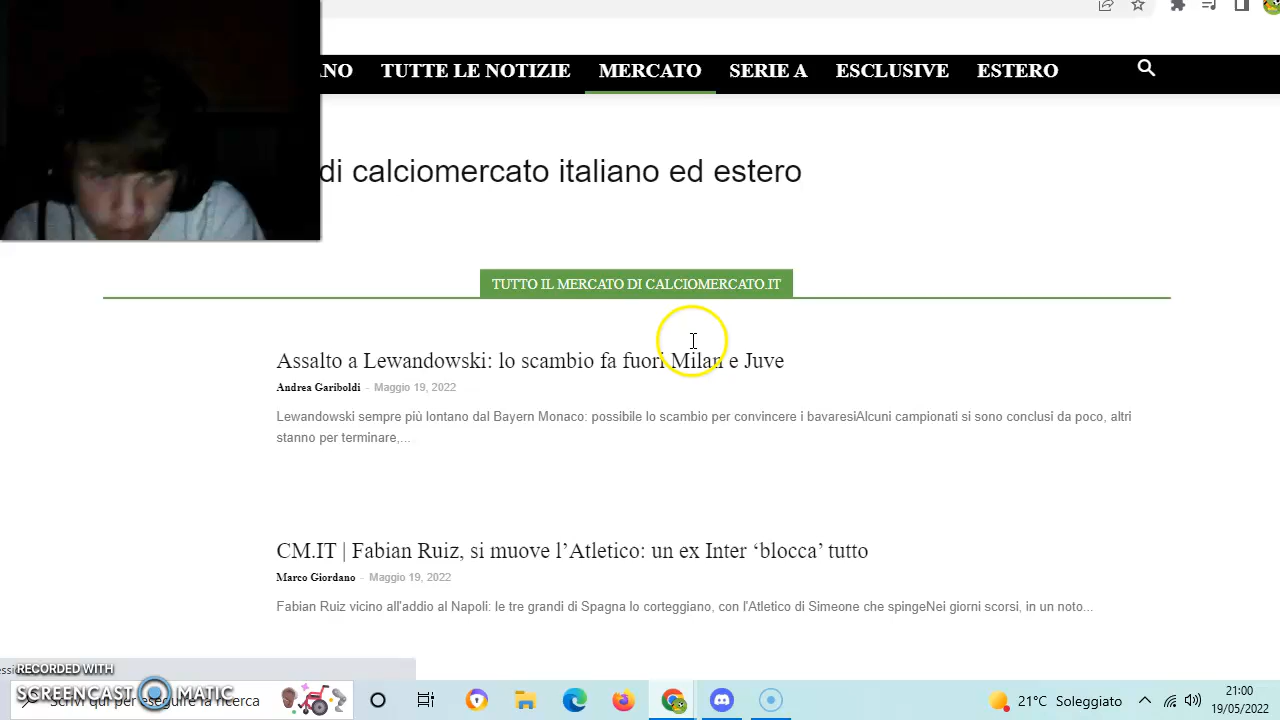 NO TUTTE LE NOTIZIE MERCATO SERIE A ESCLUSIVE ESTERO
di calciomercato italiano ed estero
TUTTO IL MERCATO DI CALCIOMERCATO.IT
Assalto a Lewandowski: lo scambio fa fuori Milan e Juve
Andrea Gariboldi - Maggio 19, 2022
Lewandowski sempre più lontano dal Bayern Monaco: possibile lo scambio per convincere i bavaresiAlcuni campionati si sono conclusi da poco, altri
stanno per terminare,...
CM.IT | Fabian Ruiz, si muove l’Atletico: un ex Inter ‘blocca’ tutto
Marco Giordano - Maggio 19, 2022
Fabian Ruiz vicino all'addio al Napoli: le tre grandi di Spagna lo corteggiano, con l'Atletico di Simeone che spingeNei giorni scorsi, in un noto...
RECORDED WITH
SCREENCAST MATIC
Scrivi qui per eseguire la ricerca
21°C Soleggiato
21:00
19/05/2022